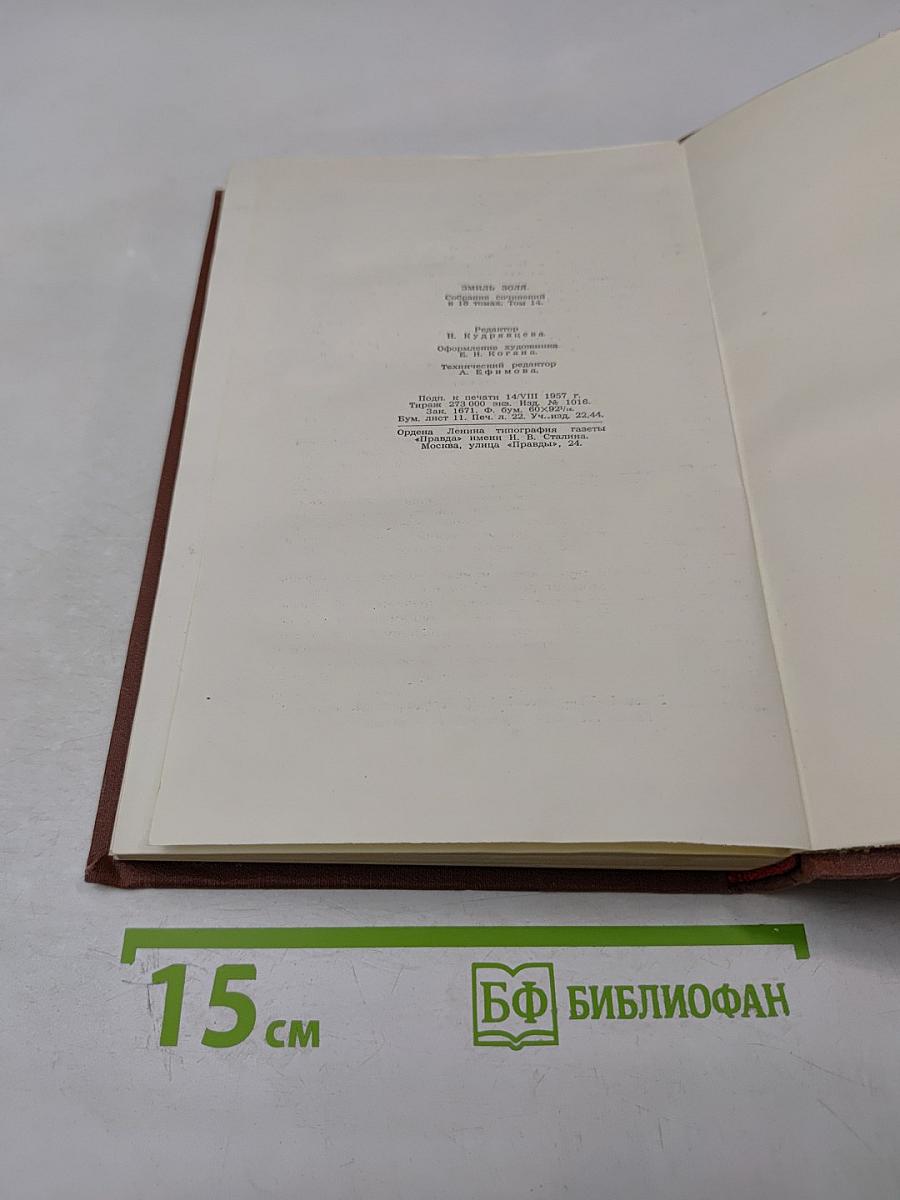 ЭМИЛЬ ЗОЛЯ.
Собрание сочинений
в 18 томах. Том 14.
Редактор
Н. Кудрявцева.
Оформление художника
Е. И. Когана.
Технический редактор
А. Ефимова.
Подп. к печати 14/VIII 1957 г.
Тираж 273 000 экз. Изд. № 1016.
Зак. 1671. Ф. бум. 60×92¹/₁₆.
Бум. лист 11. Печ. л. 22. Уч.-изд. 22,44.
Ордена Ленина типография газеты
«Правда» имени И. В. Сталина.
Москва, улица «Правды», 24.
15 см
БФ БИБЛИОФАН